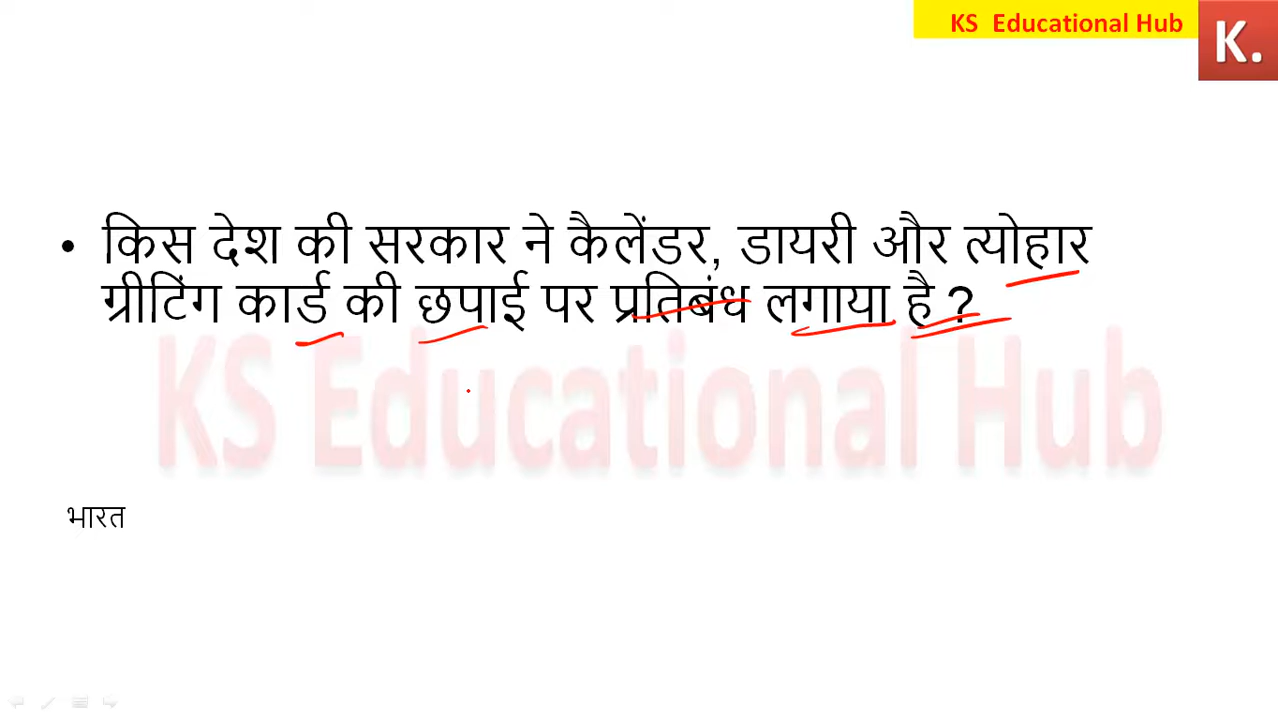 KS Educational Hub
K.
• किस देश की सरकार ने कैलेंडर, डायरी और त्योहार
ग्रीटिंग कार्ड की छपाई पर प्रतिबंध लगाया है ?
KS Educational Hub
भारत